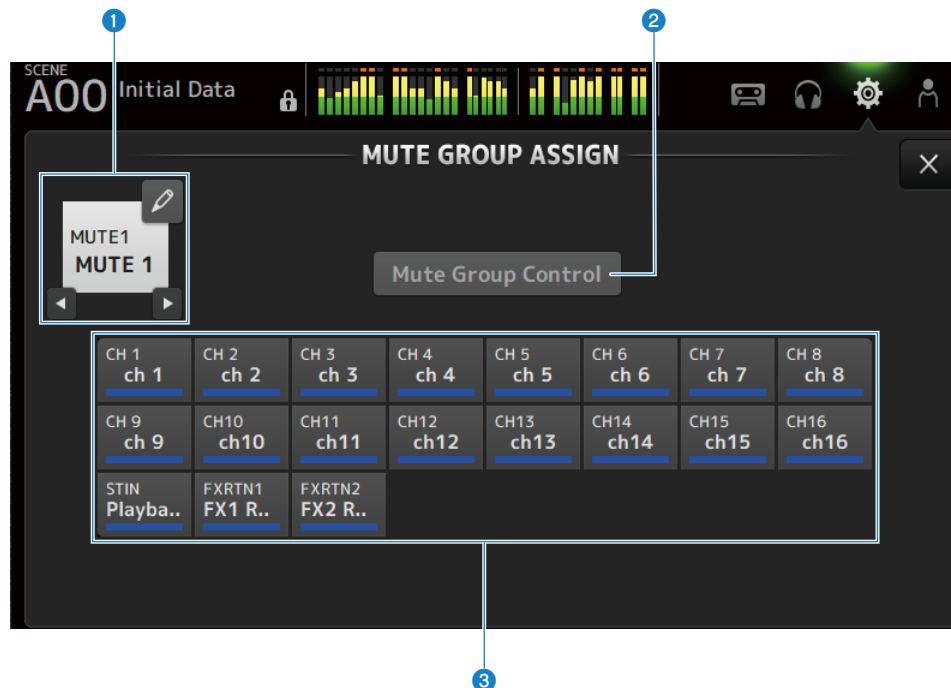 1 2
SCENE
A00 Initial Data
MUTE GROUP ASSIGN
MUTE1
MUTE 1
Mute Group Control
CH 1 CH 2 CH 3 CH 4 CH 5 CH 6 CH 7 CH 8
ch 1 ch 2 ch 3 ch 4 ch 5 ch 6 ch 7 ch 8
CH 9 CH10 CH11 CH12 CH13 CH14 CH15 CH16
ch 9 ch10 ch11 ch12 ch13 ch14 ch15 ch16
STIN FXRTN1 FXRTN2
Playba.. FX1 R.. FX2 R..
3